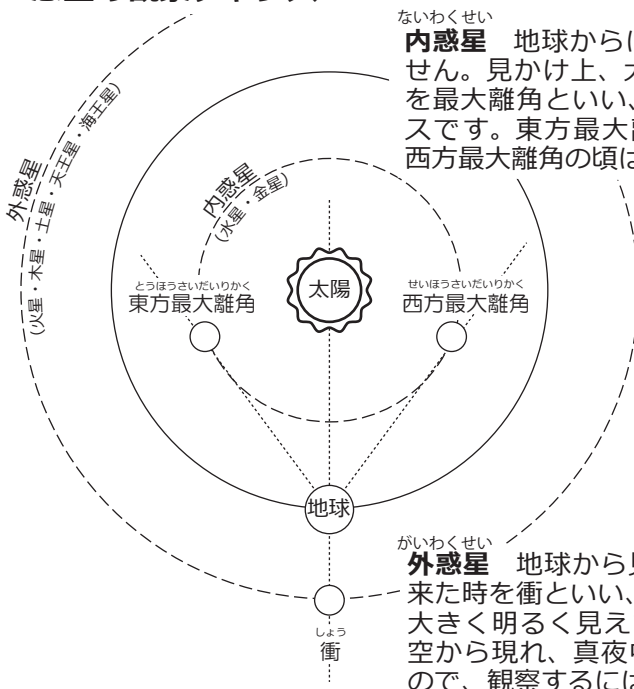 ないわくせい
内惑星 地球から
せん。見かけ上、
を最大離角といい、
スです。東方最大
西方最大離角の頃は
外惑星
(火星・木星・土星・天王星・海王星)
内惑星
(水星・金星)
とうほうさいだいりかく
東方最大離角
太陽
せいほうさいだいりかく
西方最大離角
地球
しょう
衝
がいわくせい
外惑星 地球から
来た時を衝といい、
大きく明るく見え
空から現れ、真夜
ので、観察するには